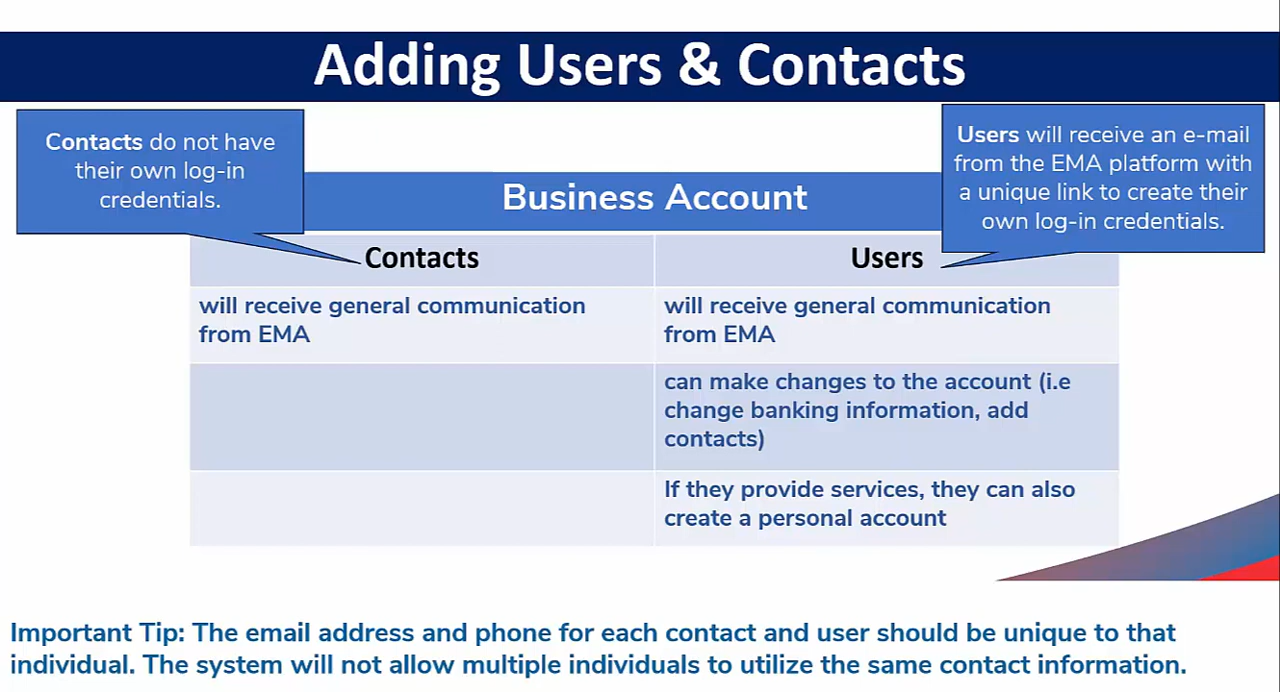 Adding Users & Contacts
Contacts do not have
their own log-in
credentials.
Users will receive an e-mail
from the EMA platform with
a unique link to create their
own log-in credentials.
Business Account
Contacts
Users
will receive general communication
from EMA
will receive general communication
from EMA
can make changes to the account (i.e
change banking information, add
contacts)
If they provide services, they can also
create a personal account
Important Tip: The email address and phone for each contact and user should be unique to that
individual. The system will not allow multiple individuals to utilize the same contact information.